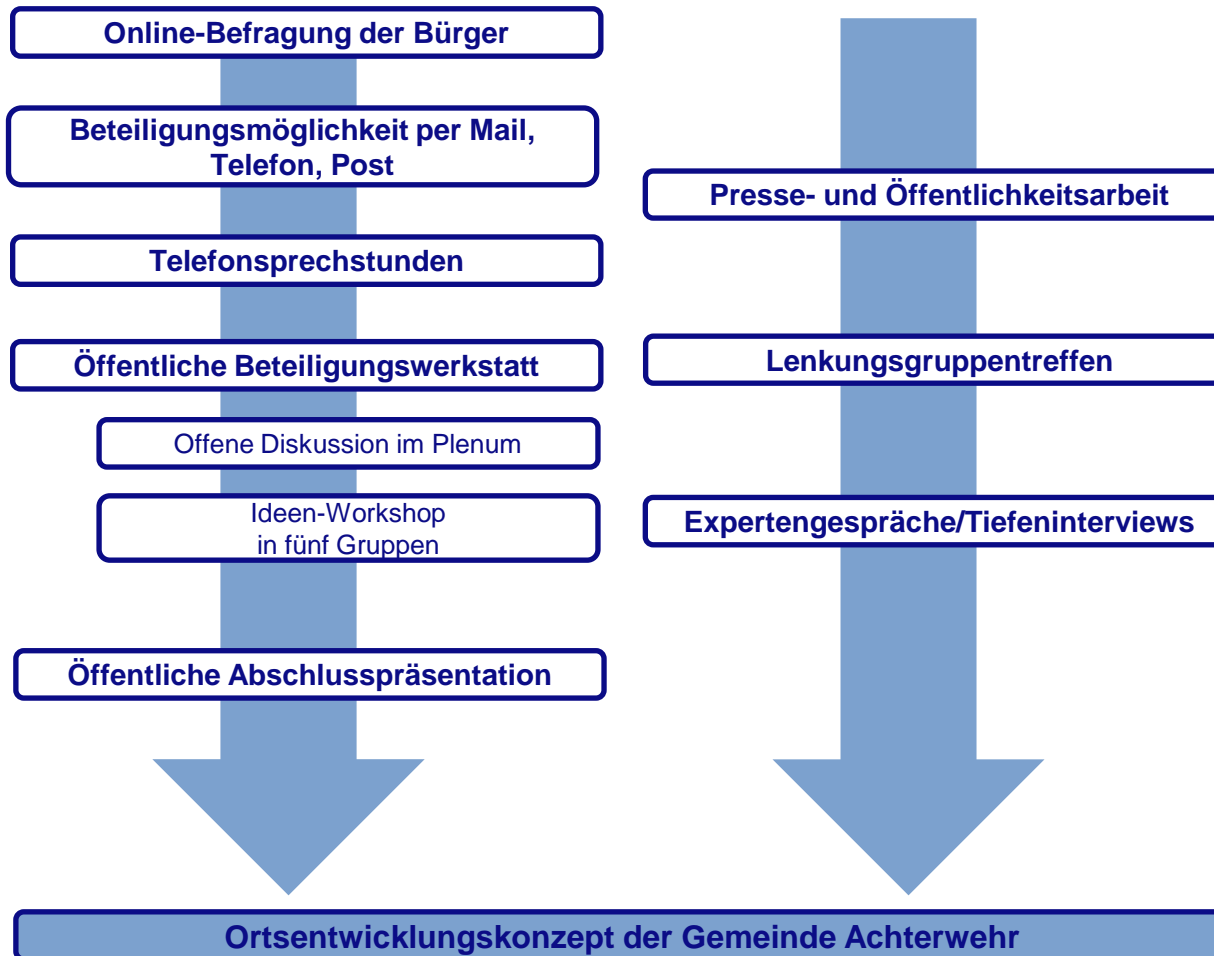 Online-Befragung der Bürger
Beteiligungsmöglichkeit per Mail,
Telefon, Post
Telefonsprechstunden
Öffentliche Beteiligungswerkstatt
Offene Diskussion im Plenum
Ideen-Workshop
in fünf Gruppen
Öffentliche Abschlusspräsentation
Presse- und Öffentlichkeitsarbeit
Lenkungsgruppentreffen
Expertengespräche/Tiefeninterviews
Ortsentwicklungskonzept der Gemeinde Achterwehr